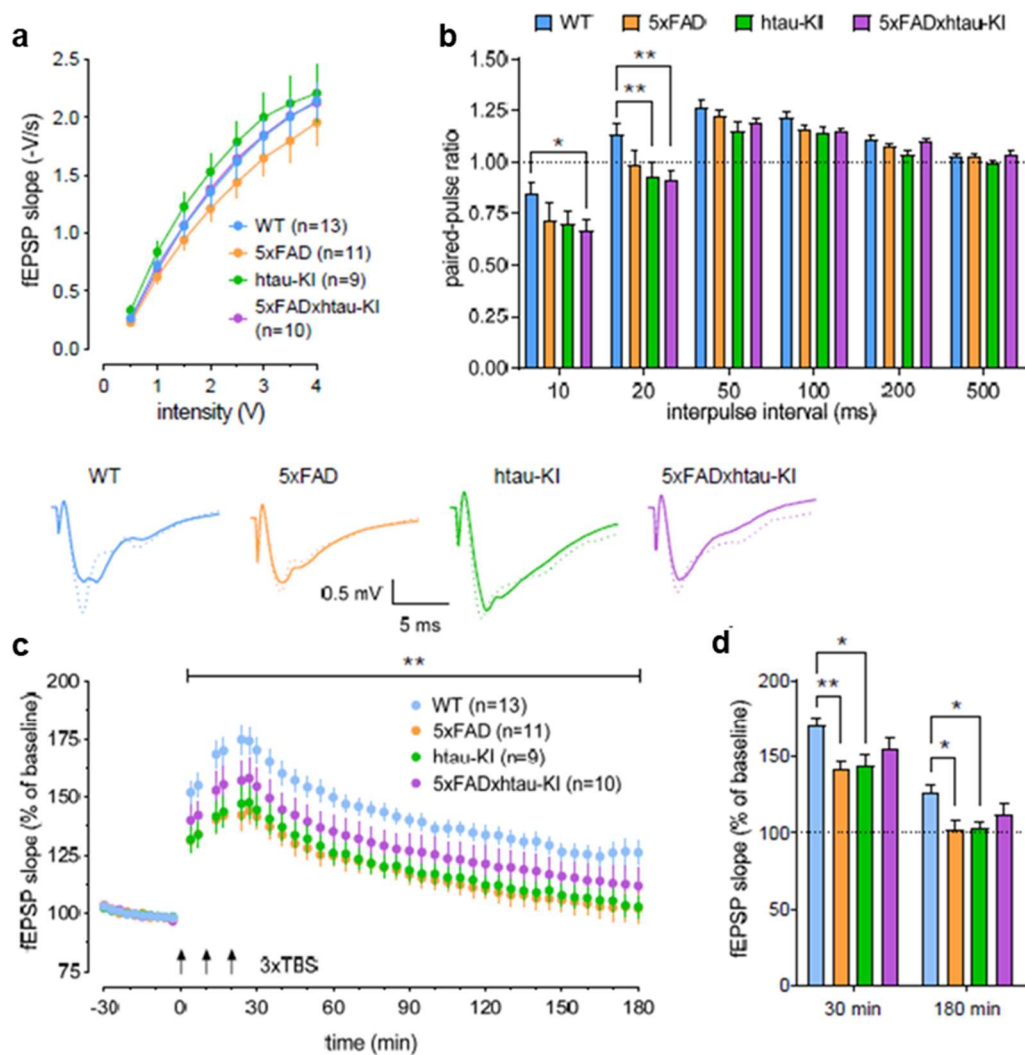 a
b
WT 5xFAD htau-KI 5xFADxhtau-KI
fEPSP slope (-V/s)
2.5
2.0
1.5
1.0
0.5
0.0
0 1 2 3 4
intensity (V)
WT (n=13)
5xFAD (n=11)
htau-KI (n=9)
5xFADxhtau-KI
(n=10)
paired-pulse ratio
1.50
1.25
1.00
0.75
0.50
0.25
0.00
*
**
**
10 20 50 100 200 500
interpulse interval (ms)
WT 5xFAD htau-KI 5xFADxhtau-KI
0.5 mV
5 ms
c
**
fEPSP slope (% of baseline)
200
175
150
125
100
75
WT (n=13)
5xFAD (n=11)
htau-KI (n=9)
5xFADxhtau-KI (n=10)
3xTBS
-30 0 30 60 90 120 150 180
time (min)
d
fEPSP slope (% of baseline)
200
150
100
50
0
*
**
*
*
30 min 180 min